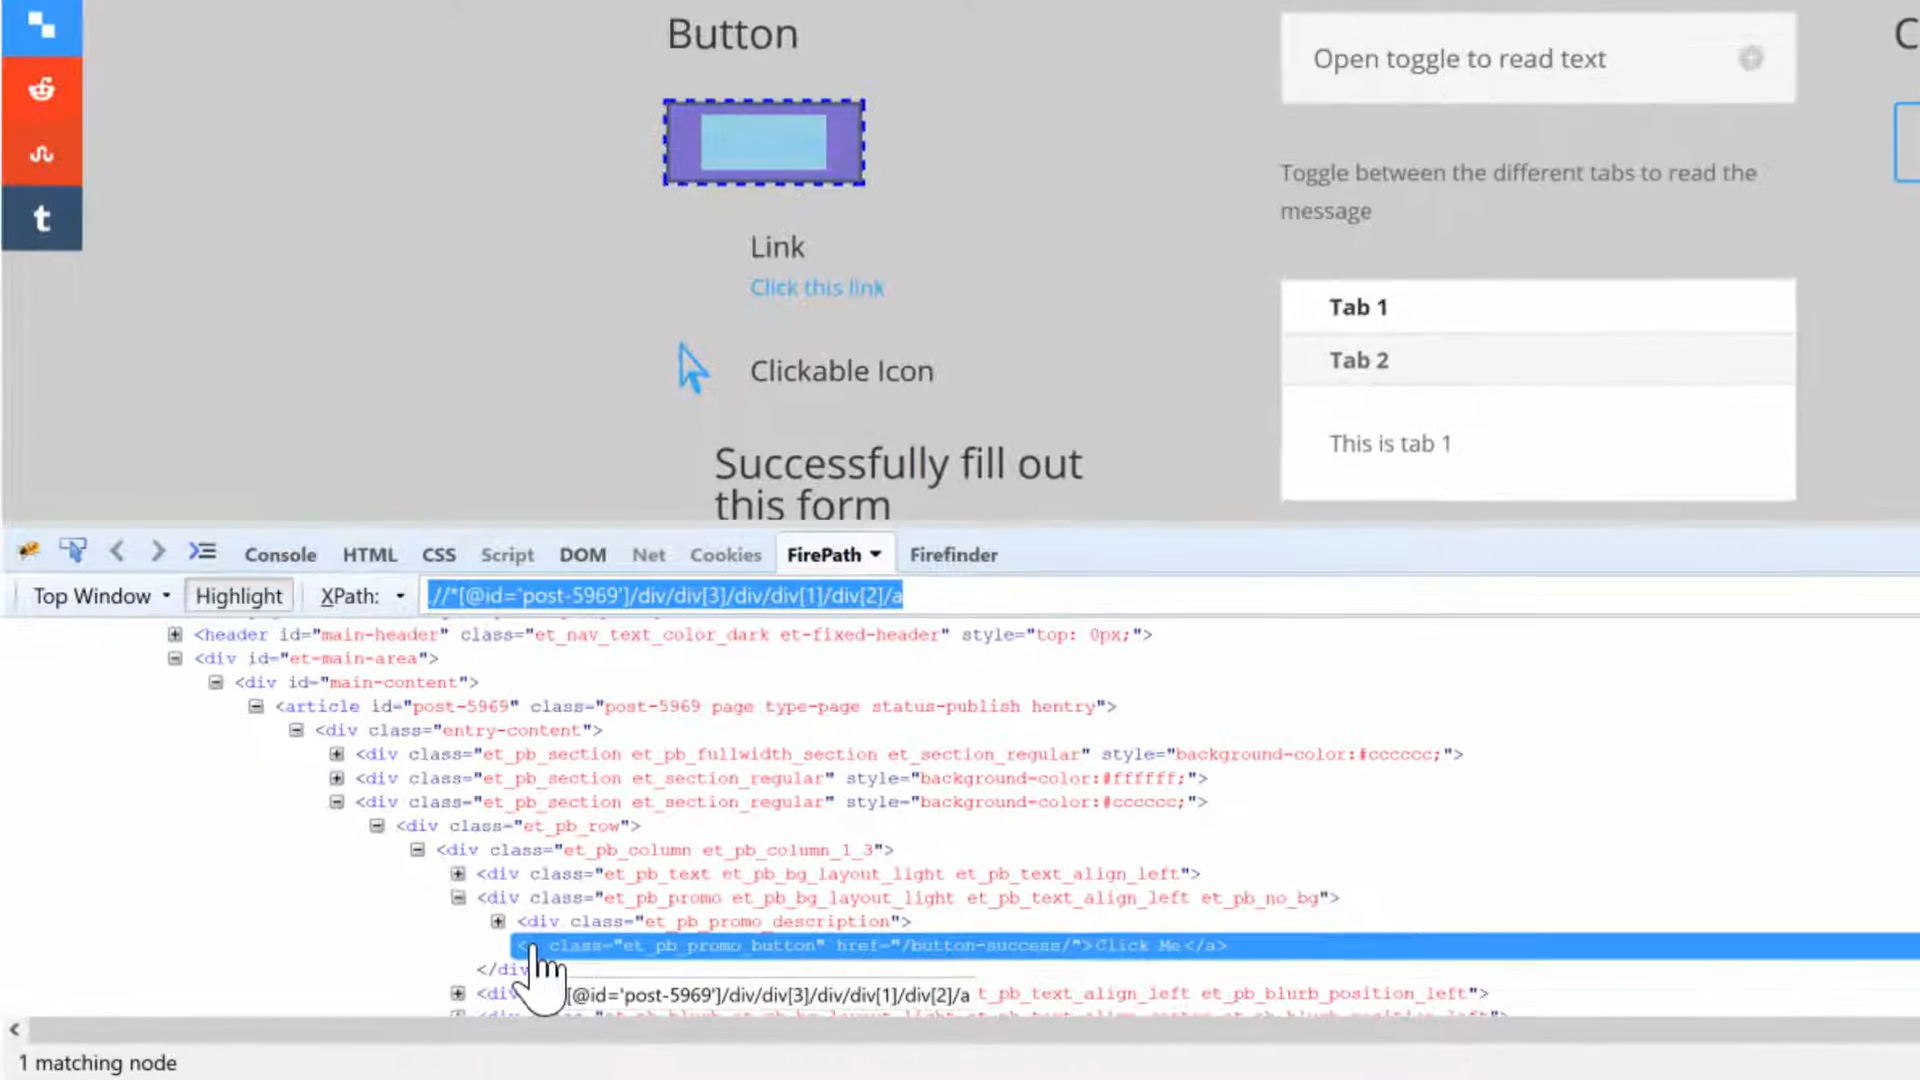 Button
Open toggle to read text
Toggle between the different tabs to read the
message
Link
Click this link
Clickable Icon
Successfully fill out
this form
Tab 1
Tab 2
This is tab 1
t
Console HTML CSS Script DOM Net Cookies FirePath Firefinder
Top Window Highlight XPath: .//*[@id='post-5969']/div/div[3]/div/div[1]/div[2]/a
<header id="main-header" class="et_nav_text_color_dark et-fixed-header" style="top: 0px;">
<div id="et-main-area">
<div id="main-content">
<article id="post-5969" class="post-5969 page type-page status-publish hentry">
<div class="entry-content">
<div class="et_pb_section et_pb_fullwidth_section et_section_regular" style="background-color:#cccccc;">
<div class="et_pb_section et_section_regular" style="background-color:#ffffff;">
<div class="et_pb_section et_section_regular" style="background-color:#cccccc;">
<div class="et_pb_row">
<div class="et_pb_column et_pb_column_1_3">
<div class="et_pb_text et_pb_bg_layout_light et_pb_text_align_left">
<div class="et_pb_promo et_pb_bg_layout_light et_pb_text_align_left et_pb_no_bg">
<div class="et_pb_promo_description">
class="et_pb_promo_button" href="/button-success/">Click Me</a>
</div
<div [@id='post-5969']/div/div[3]/div/div[1]/div[2]/a t_pb_text_align_left et_pb_blurb_position_left">
1 matching node